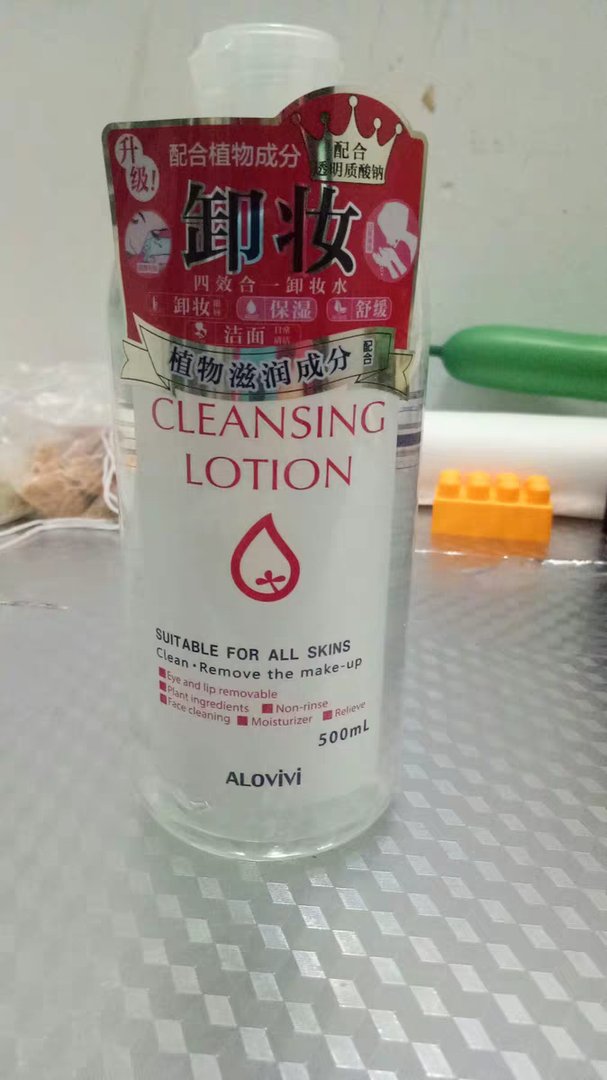 升级!
配合植物成分
配合
透明质酸钠
卸妆
四效合一卸妆水
卸妆 保湿 舒缓
洁面
植物滋润成分 配合
CLEANSING
LOTION
SUITABLE FOR ALL SKINS
Clean·Remove the make-up
Eye and lip removable
Plant ingredients Non-rinse
Face cleaning Moisturizer Relieve
500mL
ALOVIVI